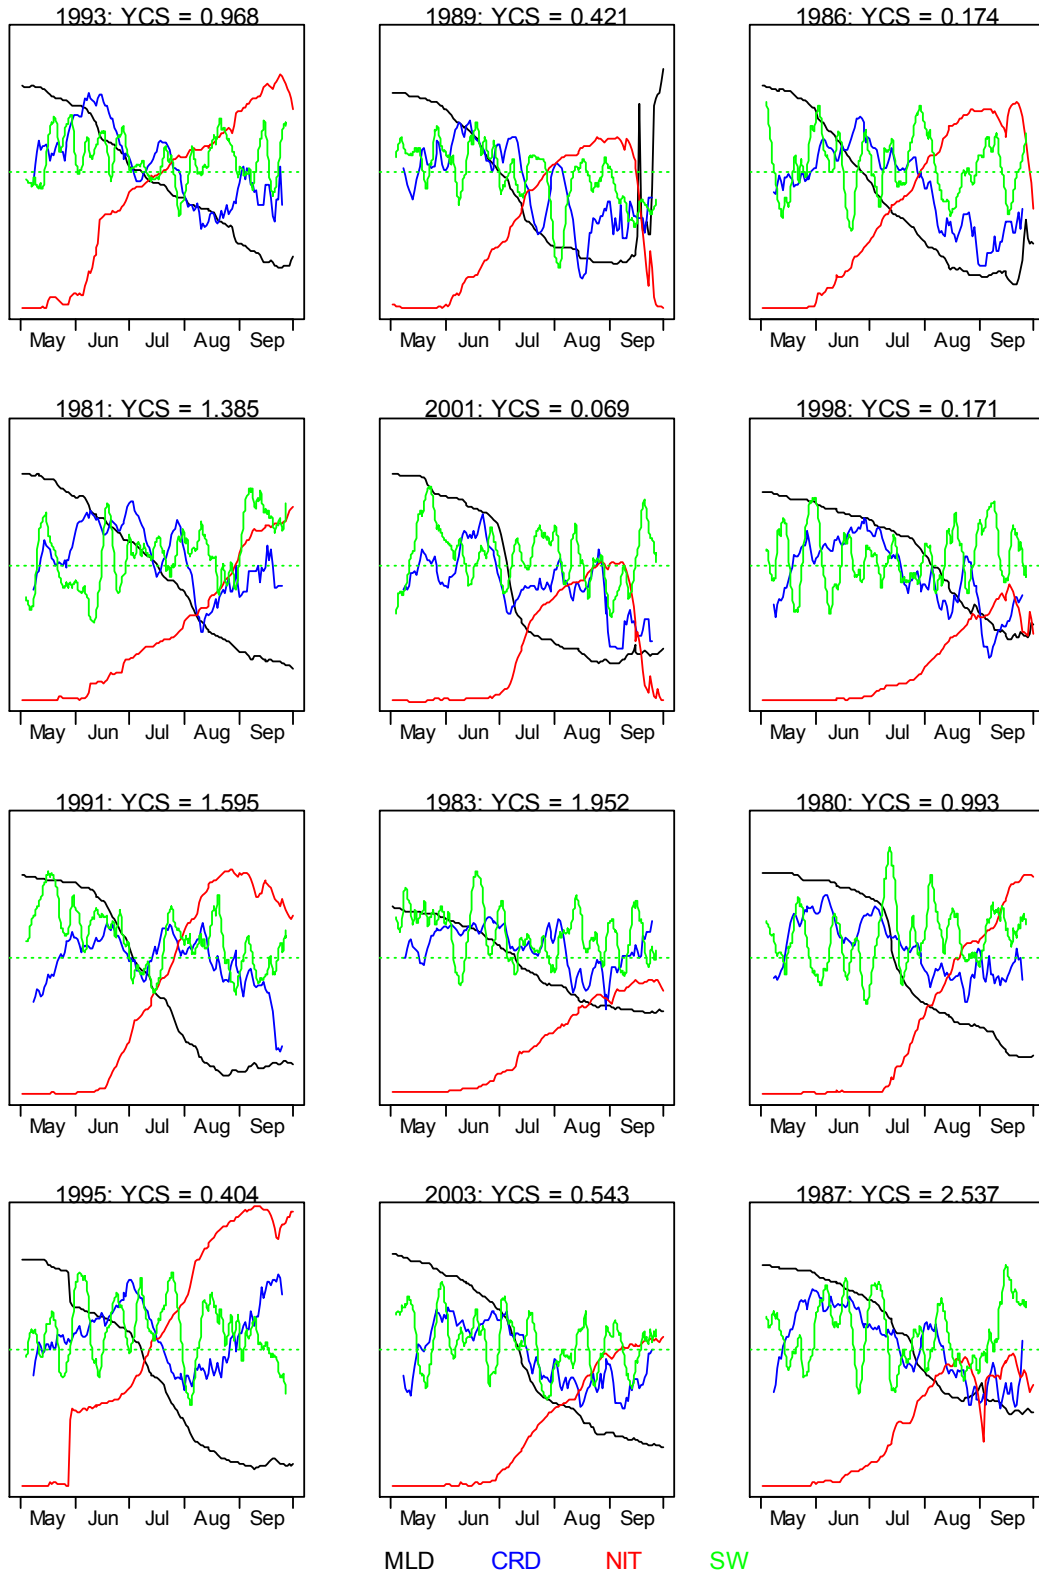 1993: YCS = 0.968 1989: YCS = 0.421 1986: YCS = 0.174
May Jun Jul Aug Sep May Jun Jul Aug Sep May Jun Jul Aug Sep
1981: YCS = 1.385 2001: YCS = 0.069 1998: YCS = 0.171
May Jun Jul Aug Sep May Jun Jul Aug Sep May Jun Jul Aug Sep
1991: YCS = 1.595 1983: YCS = 1.952 1980: YCS = 0.993
May Jun Jul Aug Sep May Jun Jul Aug Sep May Jun Jul Aug Sep
1995: YCS = 0.404 2003: YCS = 0.543 1987: YCS = 2.537
May Jun Jul Aug Sep May Jun Jul Aug Sep May Jun Jul Aug Sep
MLD CRD NIT SW